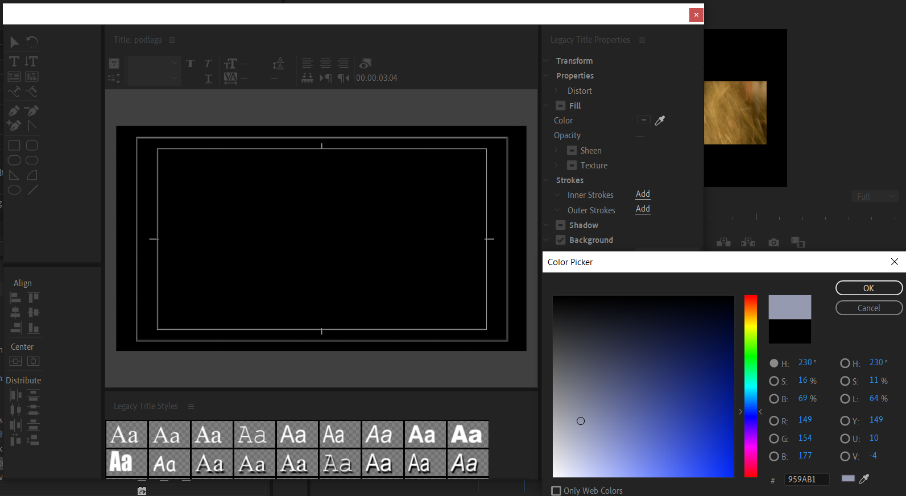 Title: postlage
Legacy Title Properties
T T TT
T VA 00:00:03:04
Transform
Properties
Distort
Fill
Color
Opacity
Sheen
Texture
Strokes
Inner Strokes Add
Outer Strokes Add
Shadow
Background
Full
Align
Center
Distribute
Legacy Title Styles
Aa Aa Aa Aa Aa Aa Aa Aa Aa
Aa Aa Aa Aa Aa Aa Aa Aa Aa
Color Picker
OK
Cancel
H: 230 ° H: 230 °
S: 16 % S: 11 %
B: 69 % L: 64 %
R: 149 Y: 149
G: 154 U: 10
B: 177 V: -4
# 959AB1
Only Web Colors